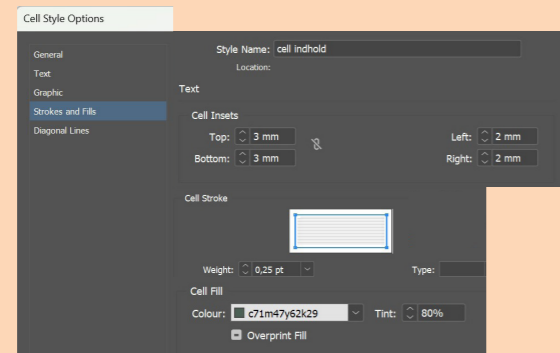 Cell Style Options
General
Text
Graphic
Strokes and Fills
Diagonal Lines
Style Name: cell indhold
Location:
Text
Cell Insets
Top: 3 mm Left: 2 mm
Bottom: 3 mm Right: 2 mm
Cell Stroke
Weight: 0,25 pt Type:
Cell Fill
Colour: c71m47y62k29 Tint: 80%
Overprint Fill